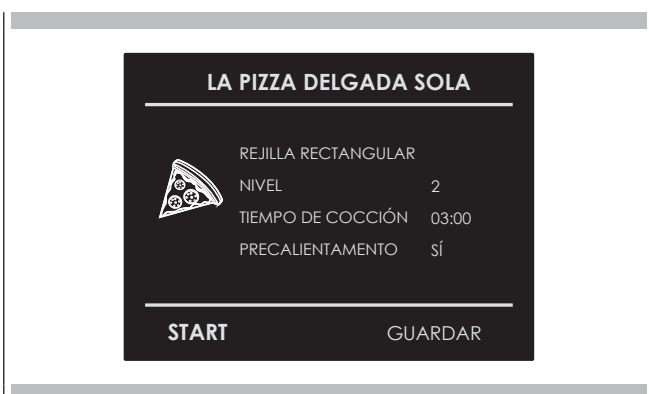 LA PIZZA DELGADA SOLA
REJILLA RECTANGULAR
NIVEL 2
TIEMPO DE COCCIÓN 03:00
PRECALIENTAMENTO SÍ
START GUARDAR